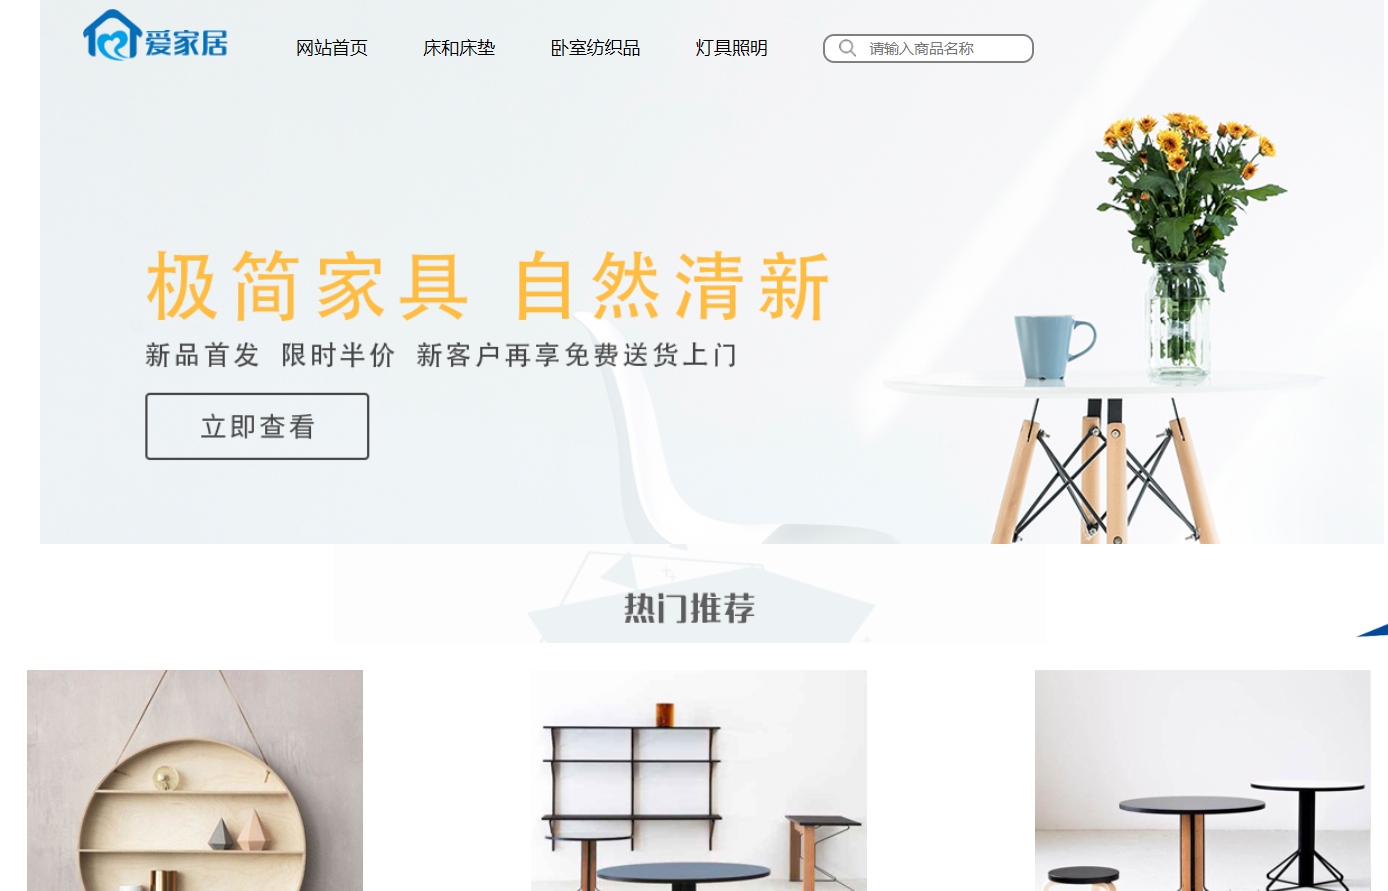 爱家居
网站首页 床和床垫 卧室纺织品 灯具照明 请输入商品名称
极简家具 自然清新
新品首发 限时半价 新客户再享免费送货上门
立即查看
热门推荐